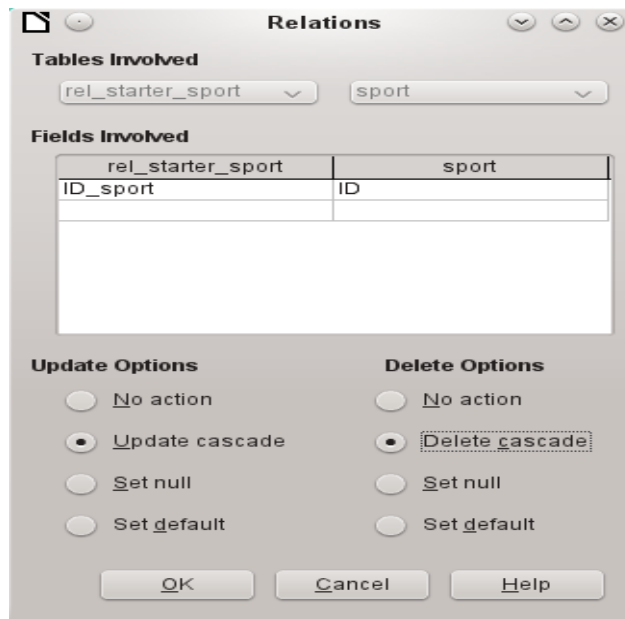 Relations
Tables Involved
rel_starter_sport sport
Fields Involved
rel_starter_sport sport
ID_sport ID
Update Options Delete Options
No action No action
Update cascade Delete cascade
Set null Set null
Set default Set default
OK Cancel Help